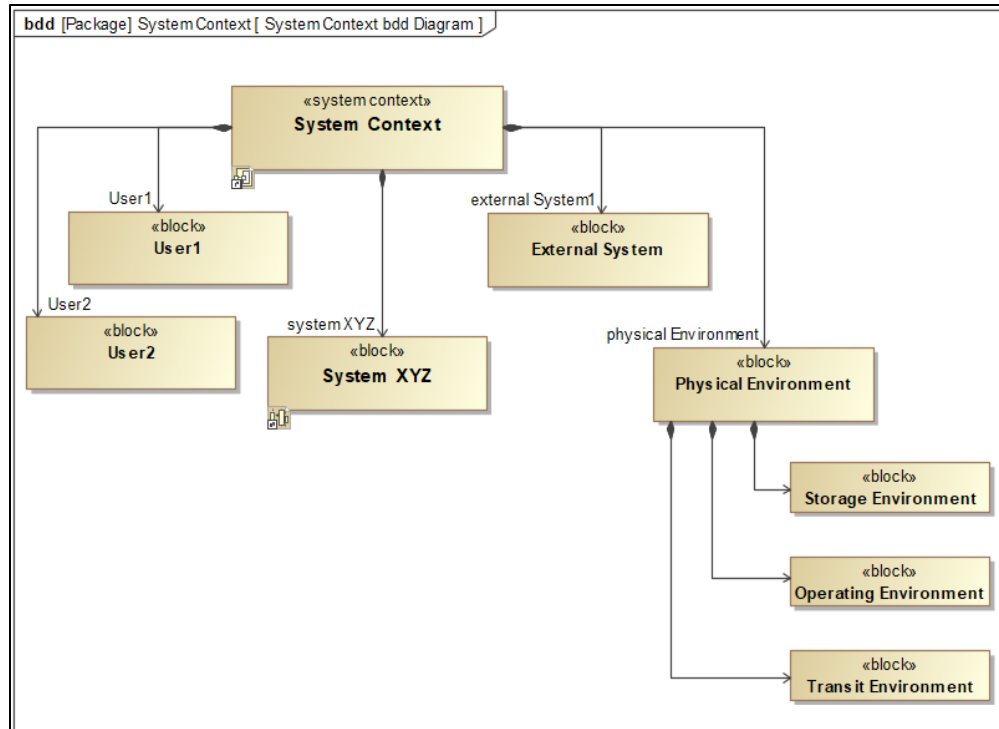 bdd [Package] System Context [ System Context bdd Diagram ]
«system context»
System Context
User1
«block»
User1
external System1
«block»
External System
User2
«block»
User2
system XYZ
«block»
System XYZ
physical Environment
«block»
Physical Environment
«block»
Storage Environment
«block»
Operating Environment
«block»
Transit Environment